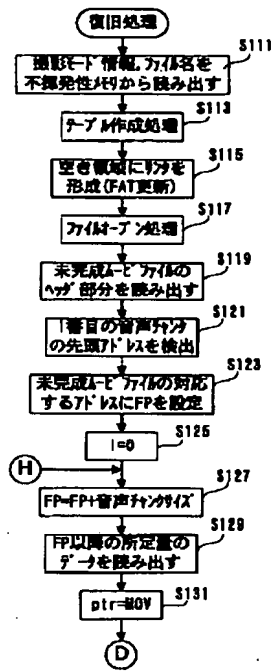 復旧処理
撮影ﾓｰﾄﾞ情報,ﾌｧｲﾙ名を
不揮発性ﾒﾓﾘから読み出す
S111
ﾃｰﾌﾞﾙ作成処理
S113
空き領域にﾘﾝｸを
形成(FAT更新)
S115
ﾌｧｲﾙｵｰﾌﾟﾝ処理
S117
未完成ﾑｰﾋﾞﾌｧｲﾙの
ﾍｯﾀﾞ部分を読み出す
S119
1番目の音声ﾁｬﾝｸ
の先頭ｱﾄﾞﾚｽを検出
S121
未完成ﾑｰﾋﾞﾌｧｲﾙの対応
するｱﾄﾞﾚｽにFPを設定
S123
I=0
S125
H
FP=FP+音声ﾁｬﾝｸｻｲｽﾞ
S127
FP以降の所定量の
ﾃﾞｰﾀを読み出す
S129
ptr=MOV
S131
D